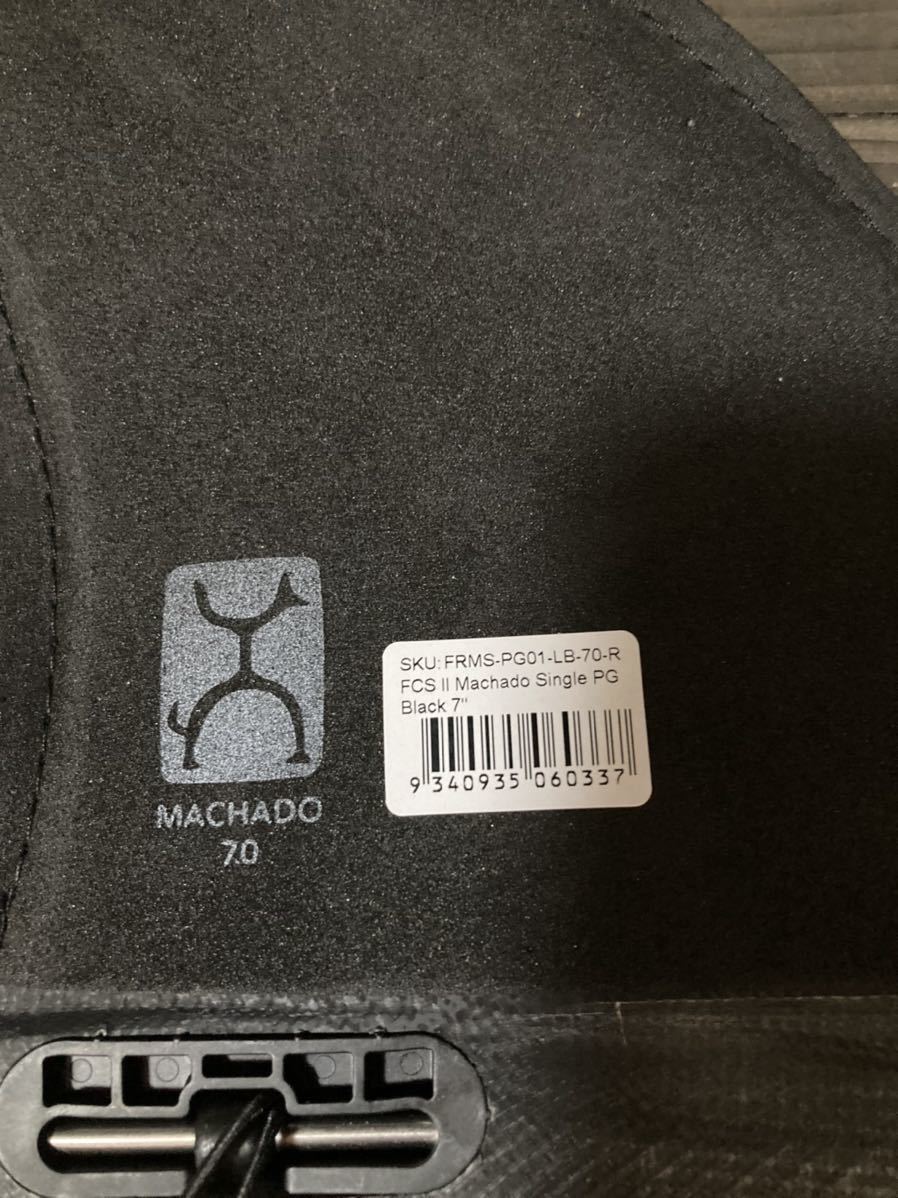 SKU: FRMS-PG01-LB-70-R
FCS II Machado Single PG
Black 7"
9 340935 060337
MACHADO
7.0